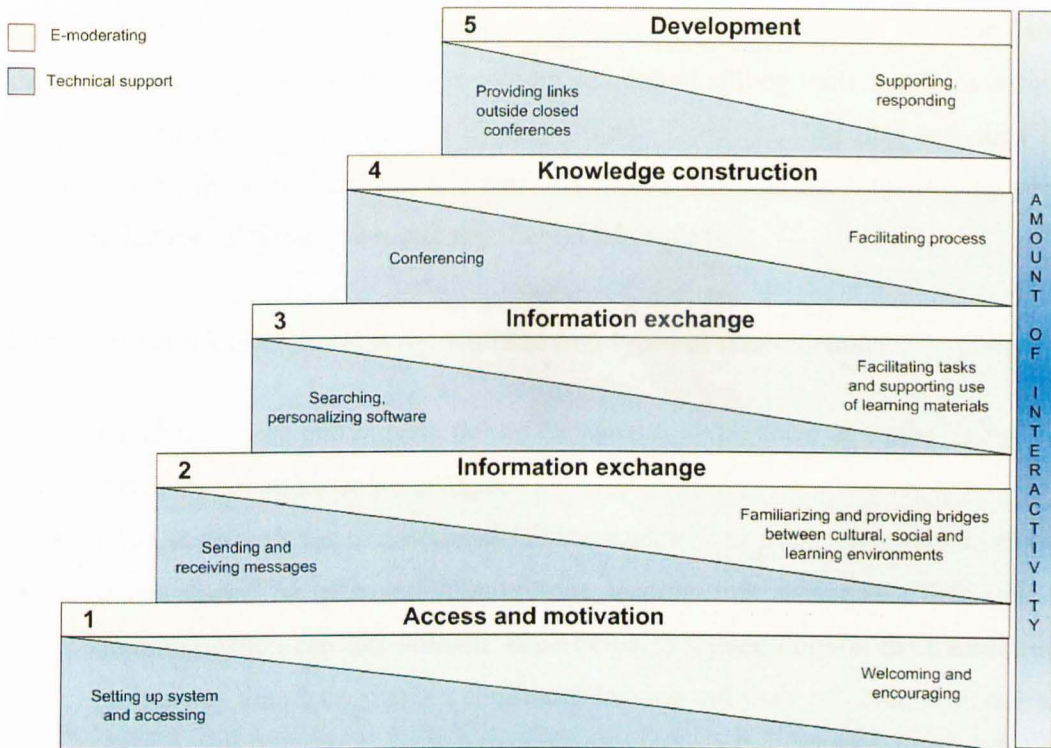 E-moderating
Technical support
5 Development
Providing links
outside closed
conferences
Supporting,
responding
4 Knowledge construction
Conferencing
Facilitating process
3 Information exchange
Searching,
personalizing software
Facilitating tasks
and supporting use
of learning materials
2 Information exchange
Sending and
receiving messages
Familiarizing and providing bridges
between cultural, social and
learning environments
1 Access and motivation
Setting up system
and accessing
Welcoming and
encouraging
AMOUNT OF INTERACTIVITY